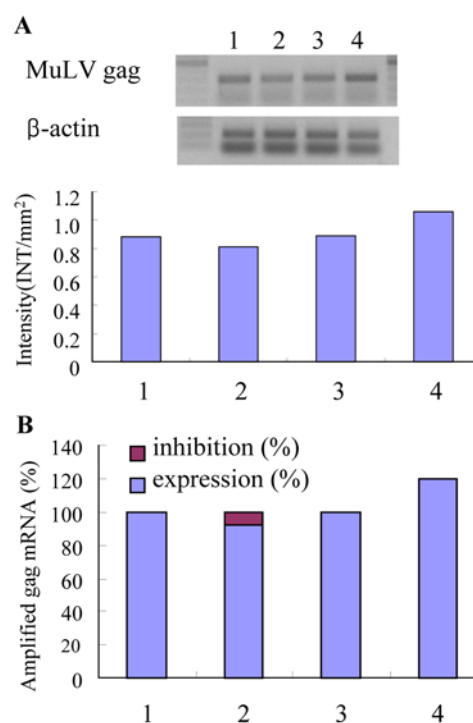 A
1 2 3 4
MuLV gag
β-actin
Intensity(INT/mm²)
1.2
1.0
0.8
0.6
0.4
0.2
0
1 2 3 4
B
Amplified gag mRNA (%)
140
120
100
80
60
40
20
0
inhibition (%)
expression (%)
1 2 3 4